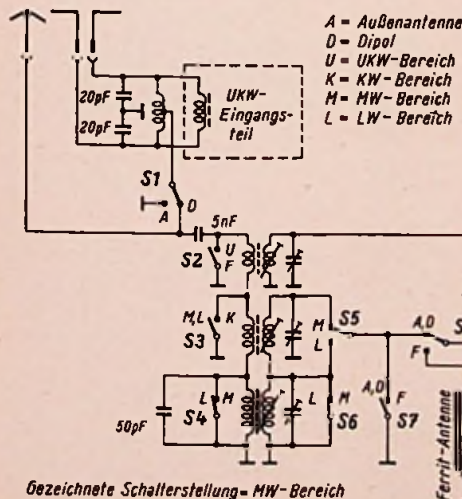 A = Außenantenne
D = Dipol
U = UKW-Bereich
K = KW-Bereich
M = MW-Bereich
L = LW-Bereich
20pF
20pF
UKW-
Eingangs-
teil
S1
A
D
5nF
S2
U
F
M,L
K
S3
M
S5
L
A,D
F
S
50pF
L
M
S4
L
M
S6
A,D
F
S7
Ferrit-Antenne
Gezeichnete Schalterstellung = MW-Bereich